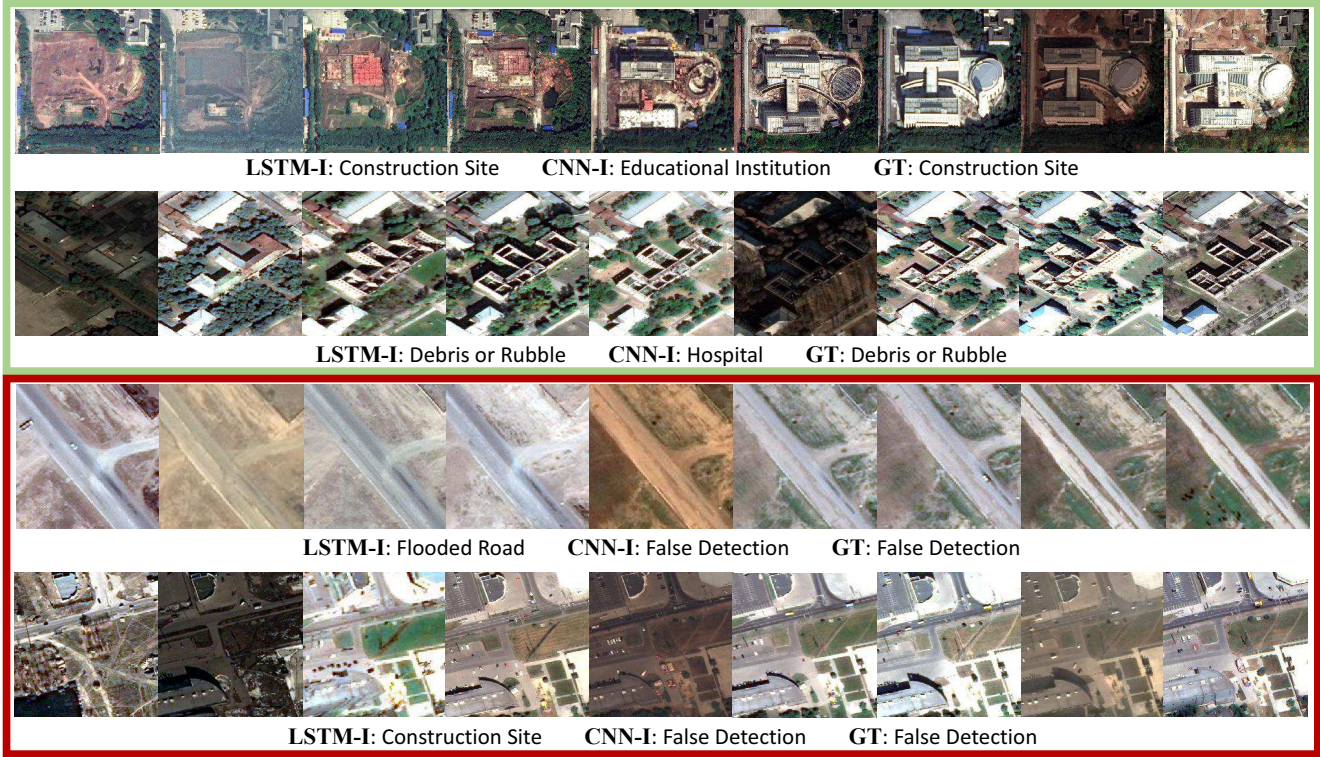 LSTM-I: Construction Site CNN-I: Educational Institution GT: Construction Site
LSTM-I: Debris or Rubble CNN-I: Hospital GT: Debris or Rubble
LSTM-I: Flooded Road CNN-I: False Detection GT: False Detection
LSTM-I: Construction Site CNN-I: False Detection GT: False Detection